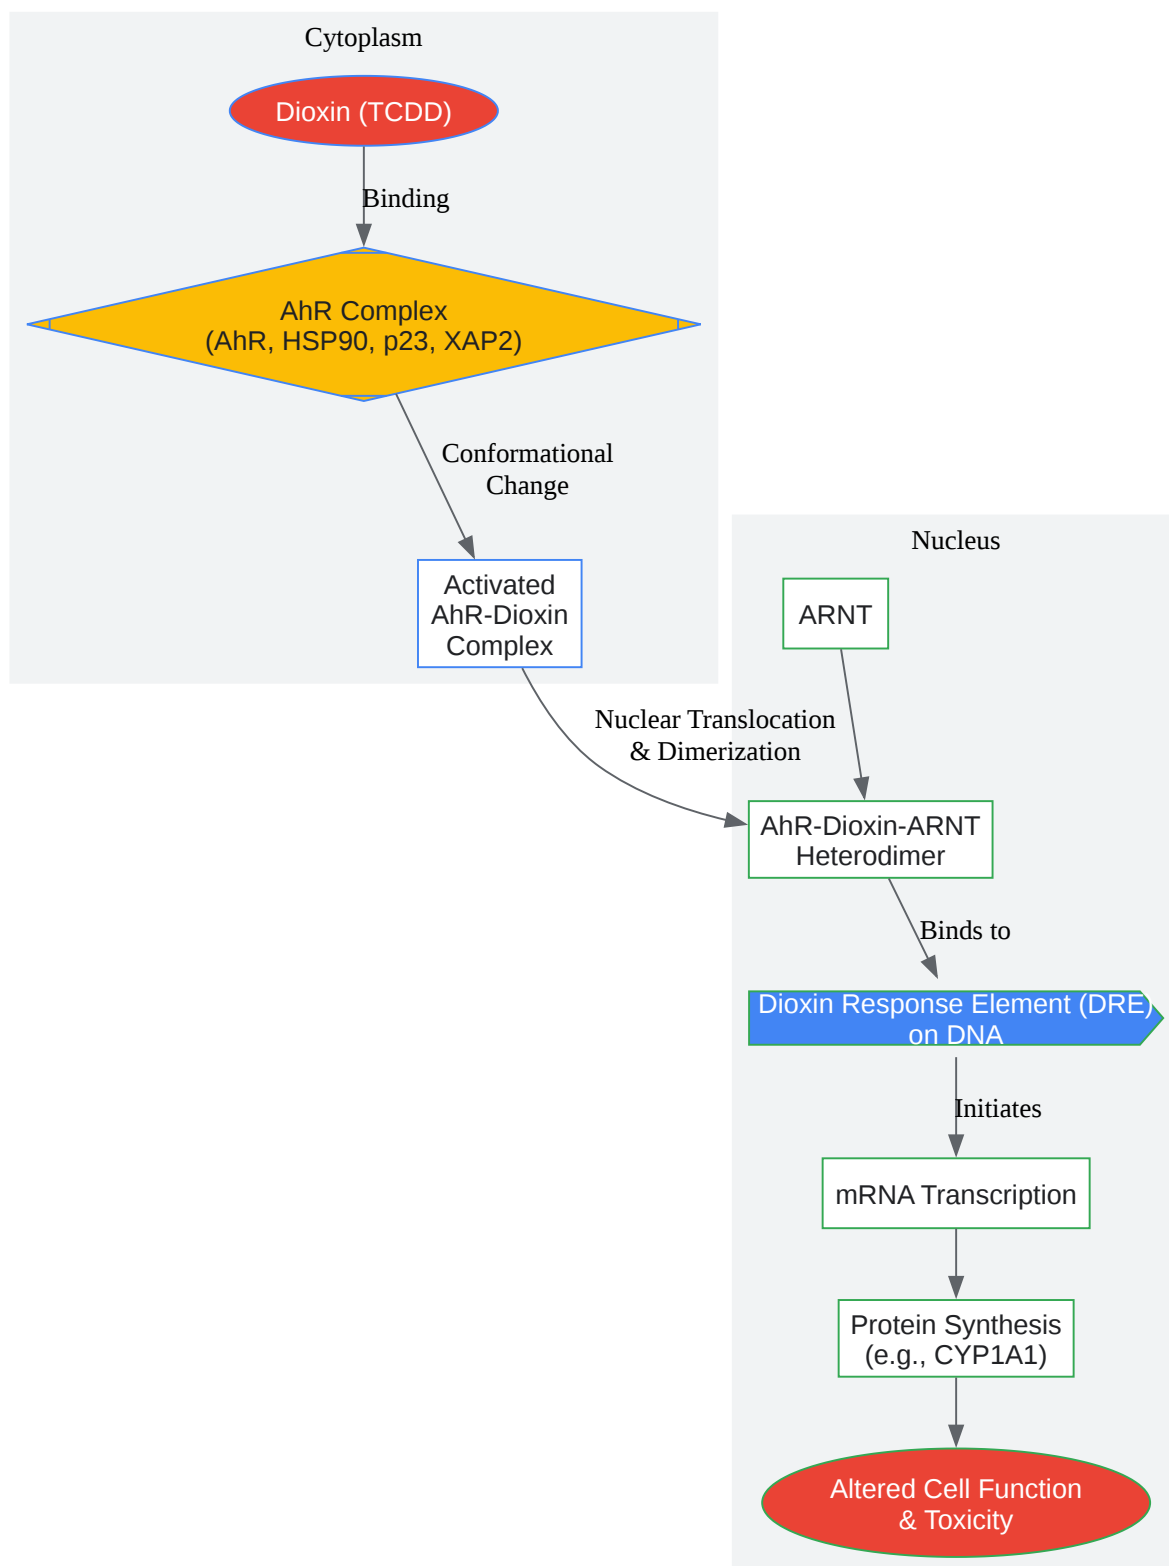 Cytoplasm
Dioxin (TCDD)
Binding
AhR Complex
(AhR, HSP90, p23, XAP2)
Conformational
Change
Activated
AhR-Dioxin
Complex
Nucleus
ARNT
Nuclear Translocation
& Dimerization
AhR-Dioxin-ARNT
Heterodimer
Binds to
Dioxin Response Element (DRE)
on DNA
Initiates
mRNA Transcription
Protein Synthesis
(e.g., CYP1A1)
Altered Cell Function
& Toxicity